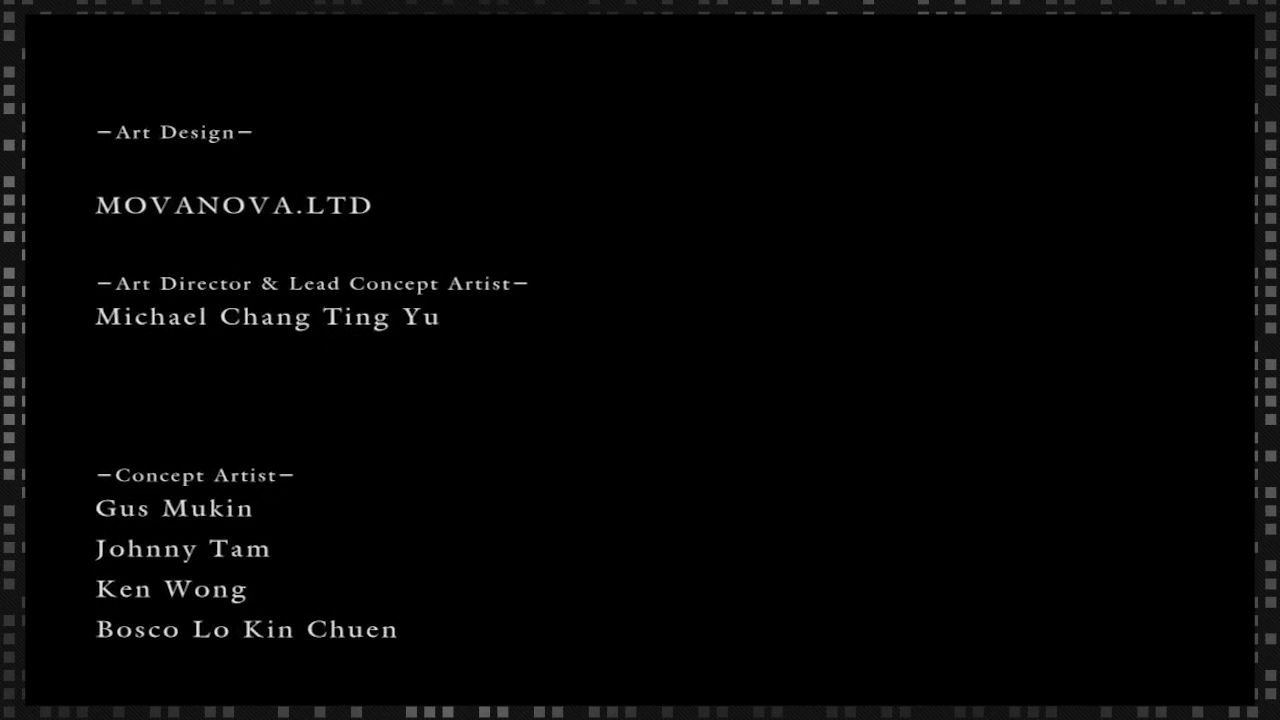 −Art Design−
MOVANOVA.LTD
−Art Director & Lead Concept Artist−
Michael Chang Ting Yu
−Concept Artist−
Gus Mukin
Johnny Tam
Ken Wong
Bosco Lo Kin Chuen